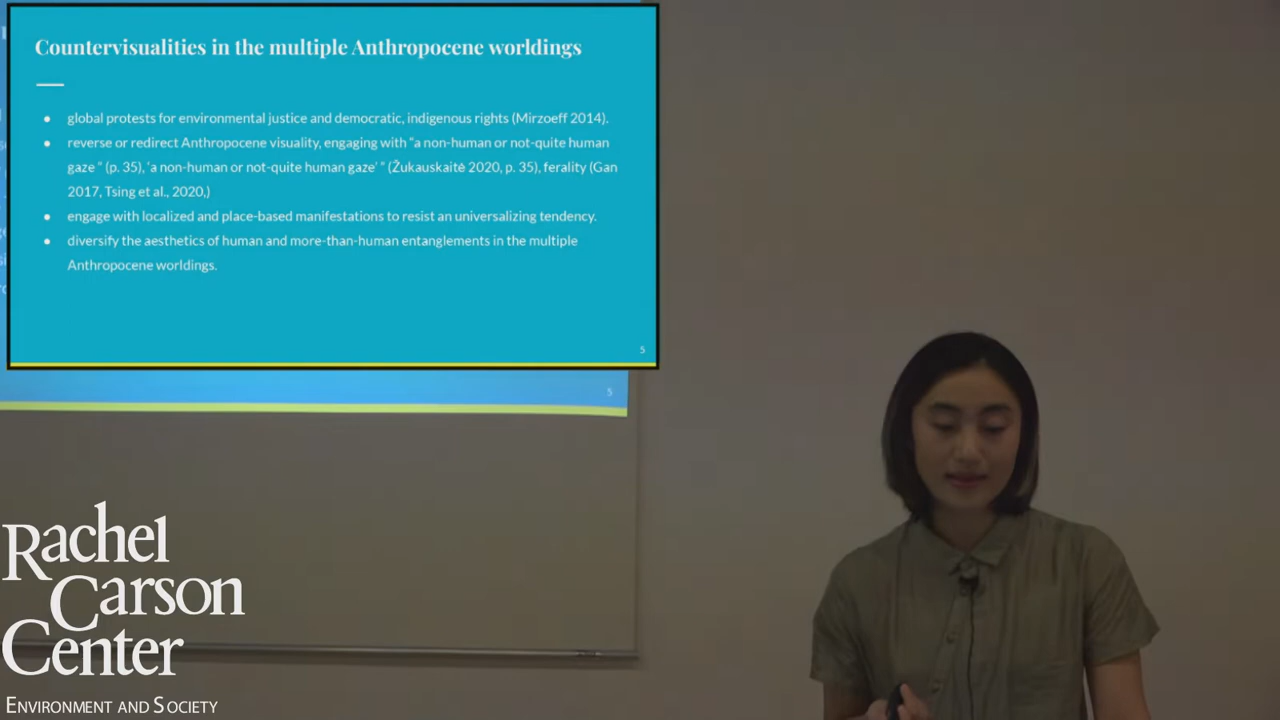 Countervisualities in the multiple Anthropocene worldings
● global protests for environmental justice and democratic, indigenous rights (Mirzoeff 2014).
● reverse or redirect Anthropocene visuality, engaging with “a non-human or not-quite human
gaze ” (p. 35), ‘a non-human or not-quite human gaze’ ” (Žukauskaitė 2020, p. 35), ferality (Gan
2017, Tsing et al., 2020,)
● engage with localized and place-based manifestations to resist an universalizing tendency.
● diversify the aesthetics of human and more-than-human entanglements in the multiple
Anthropocene worldings.
5
5
Rachel
Carson
Center
ENVIRONMENT AND SOCIETY